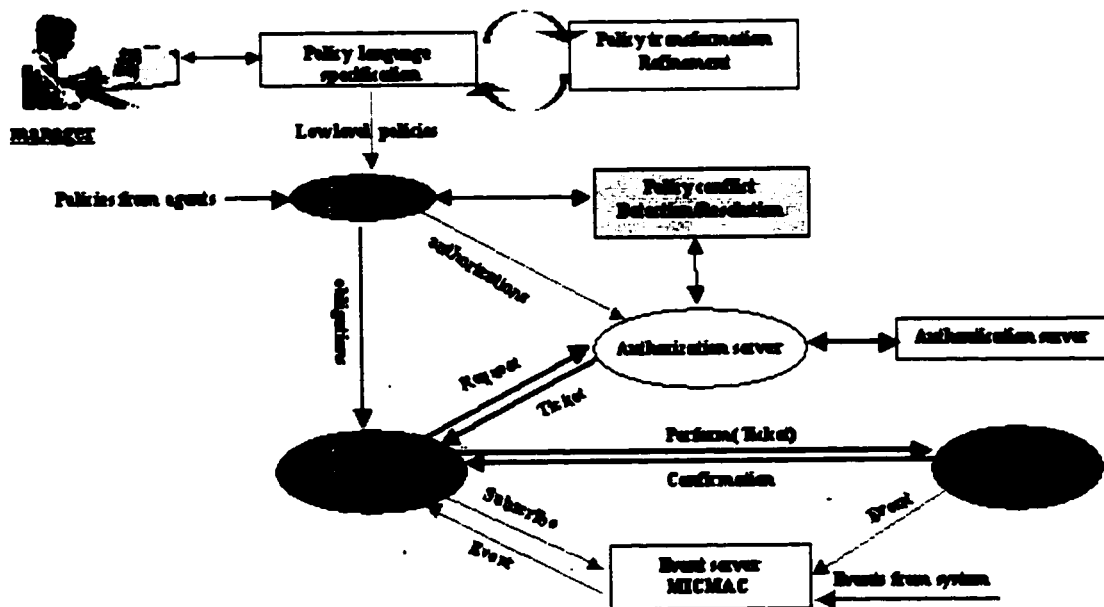 Policy language
specification
Policy transformation
Refinement
manager
Low level policies
Policies from agents
Policy conflict
Detection/Resolution
authorizations
obligations
Authorization server
Authentication server
Request
Ticket
Perform(Ticket)
Confirmation
Subscribe
Event
Event
Event server
MICMAC
Events from system